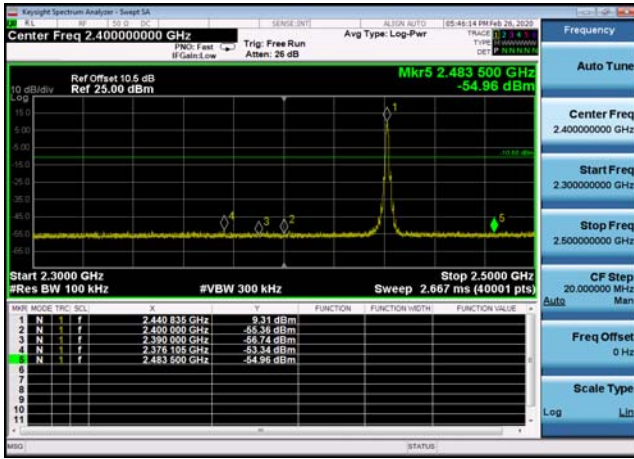 Keysight Spectrum Analyzer - Swept SA
RL RF 50 Ω DC SENSE:INT ALIGN AUTO 05:46:14 PM Feb 26, 2020
Center Freq 2.400000000 GHz
PNO: Fast Trig: Free Run Avg Type: Log-Pwr TRACE 1 2 3 4 5 6
IFGain:Low Atten: 26 dB TYPE
DET P N N N N N
Ref Offset 10.5 dB Mkr5 2.483 500 GHz
10 dB/div Ref 25.00 dBm -54.96 dBm
Log
15.0
5.00
-5.00
-15.0
-25.0
-35.0
-45.0
-55.0
-65.0
1
2
3
4
5
Start 2.3000 GHz Stop 2.5000 GHz
#Res BW 100 kHz #VBW 300 kHz Sweep 2.667 ms (40001 pts)
MKR MODE TRC SCL X Y FUNCTION FUNCTION WIDTH FUNCTION VALUE
1 N 1 f 2.440 835 GHz 9.31 dBm
2 N 1 f 2.400 000 GHz -55.36 dBm
3 N 1 f 2.390 000 GHz -56.74 dBm
4 N 1 f 2.376 105 GHz -53.34 dBm
5 N 1 f 2.483 500 GHz -54.96 dBm
6
7
8
9
10
11
MSG STATUS
Frequency
Auto Tune
Center Freq
2.400000000 GHz
Start Freq
2.300000000 GHz
Stop Freq
2.500000000 GHz
CF Step
20.000000 MHz
Auto Man
Freq Offset
0 Hz
Scale Type
Log Lin